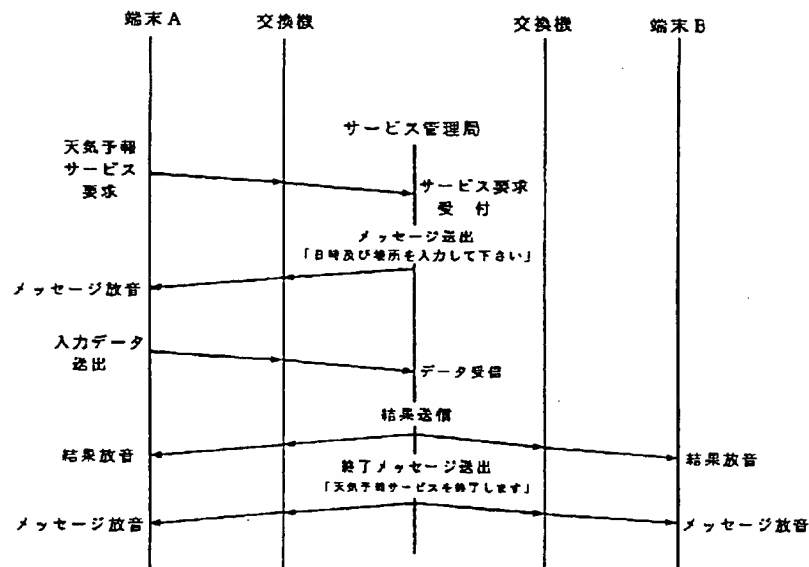 端末A
交換機
交換機
端末B
サービス管理局
天気予報
サービス
要求
サービス要求
受 付
メッセージ送出
「日時及び場所を入力して下さい」
メッセージ放音
入力データ
送出
データ受信
結果送信
結果放音
結果放音
終了メッセージ送出
「天気予報サービスを終了します」
メッセージ放音
メッセージ放音